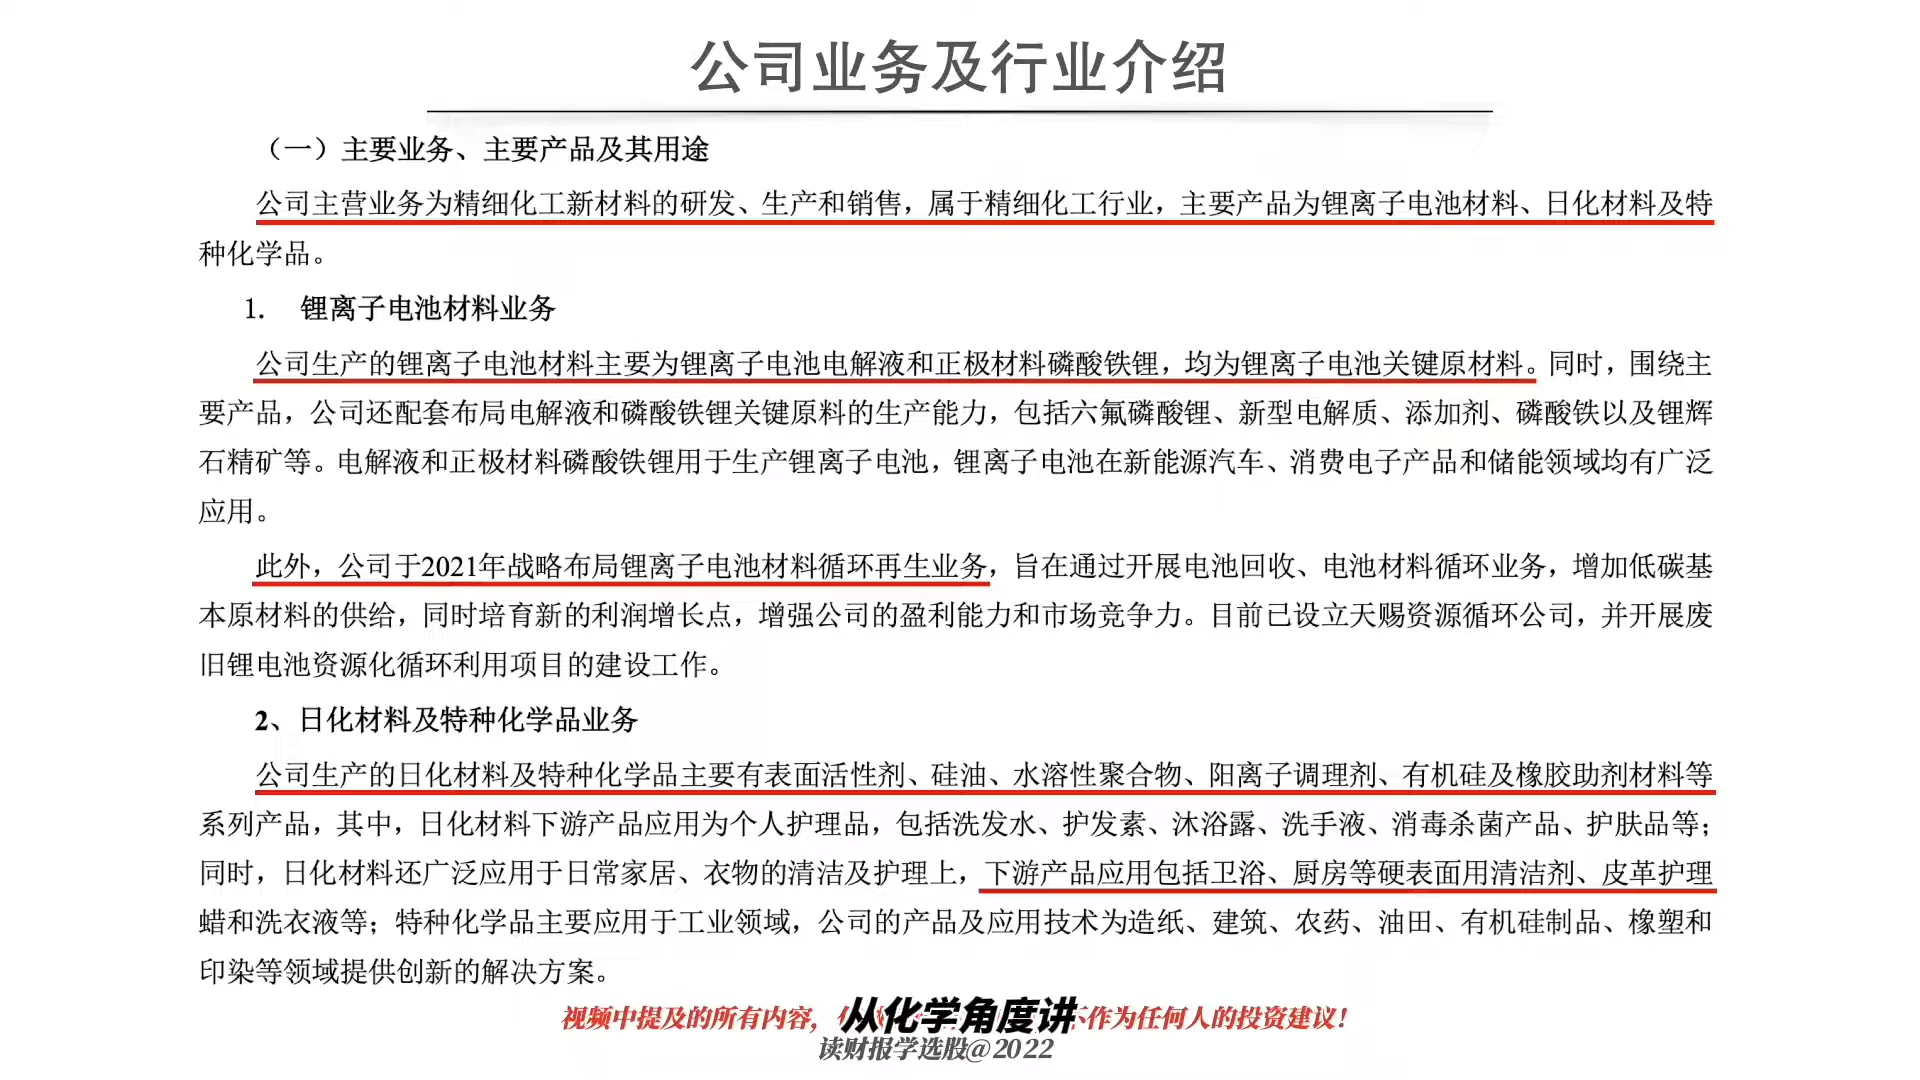 公司业务及行业介绍
（一）主要业务、主要产品及其用途
公司主营业务为精细化工新材料的研发、生产和销售，属于精细化工行业，主要产品为锂离子电池材料、日化材料及特
种化学品。
1. 锂离子电池材料业务
公司生产的锂离子电池材料主要为锂离子电池电解液和正极材料磷酸铁锂，均为锂离子电池关键原材料。同时，围绕主
要产品，公司还配套布局电解液和磷酸铁锂关键原料的生产能力，包括六氟磷酸锂、新型电解质、添加剂、磷酸铁以及锂辉
石精矿等。电解液和正极材料磷酸铁锂用于生产锂离子电池，锂离子电池在新能源汽车、消费电子产品和储能领域均有广泛
应用。
此外，公司于2021年战略布局锂离子电池材料循环再生业务，旨在通过开展电池回收、电池材料循环业务，增加低碳基
本原材料的供给，同时培育新的利润增长点，增强公司的盈利能力和市场竞争力。目前已设立天赐资源循环公司，并开展废
旧锂电池资源化循环利用项目的建设工作。
2、日化材料及特种化学品业务
公司生产的日化材料及特种化学品主要有表面活性剂、硅油、水溶性聚合物、阳离子调理剂、有机硅及橡胶助剂材料等
系列产品，其中，日化材料下游产品应用为个人护理品，包括洗发水、护发素、沐浴露、洗手液、消毒杀菌产品、护肤品等；
同时，日化材料还广泛应用于日常家居、衣物的清洁及护理上，下游产品应用包括卫浴、厨房等硬表面用清洁剂、皮革护理
蜡和洗衣液等；特种化学品主要应用于工业领域，公司的产品及应用技术为造纸、建筑、农药、油田、有机硅制品、橡塑和
印染等领域提供创新的解决方案。
视频中提及的所有内容，不作为任何人的投资建议！
从化学角度讲
读财报学选股@2022